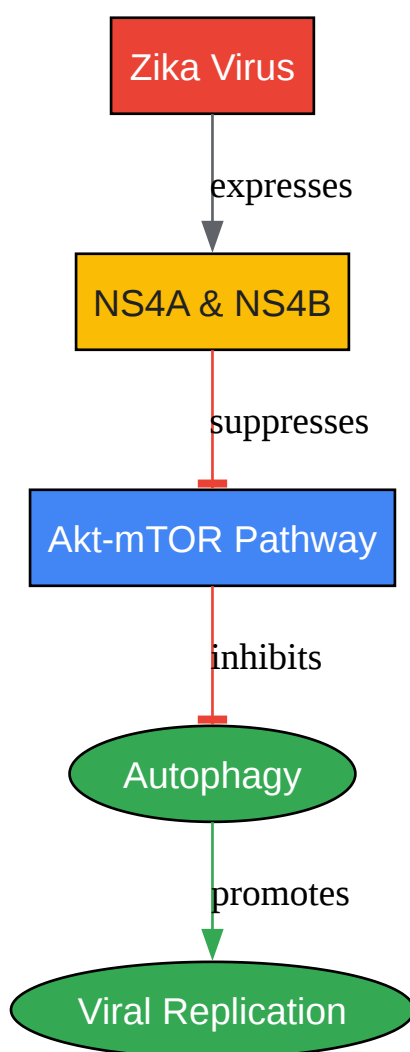 Zika Virus
expresses
NS4A & NS4B
suppresses
Akt-mTOR Pathway
inhibits
Autophagy
promotes
Viral Replication